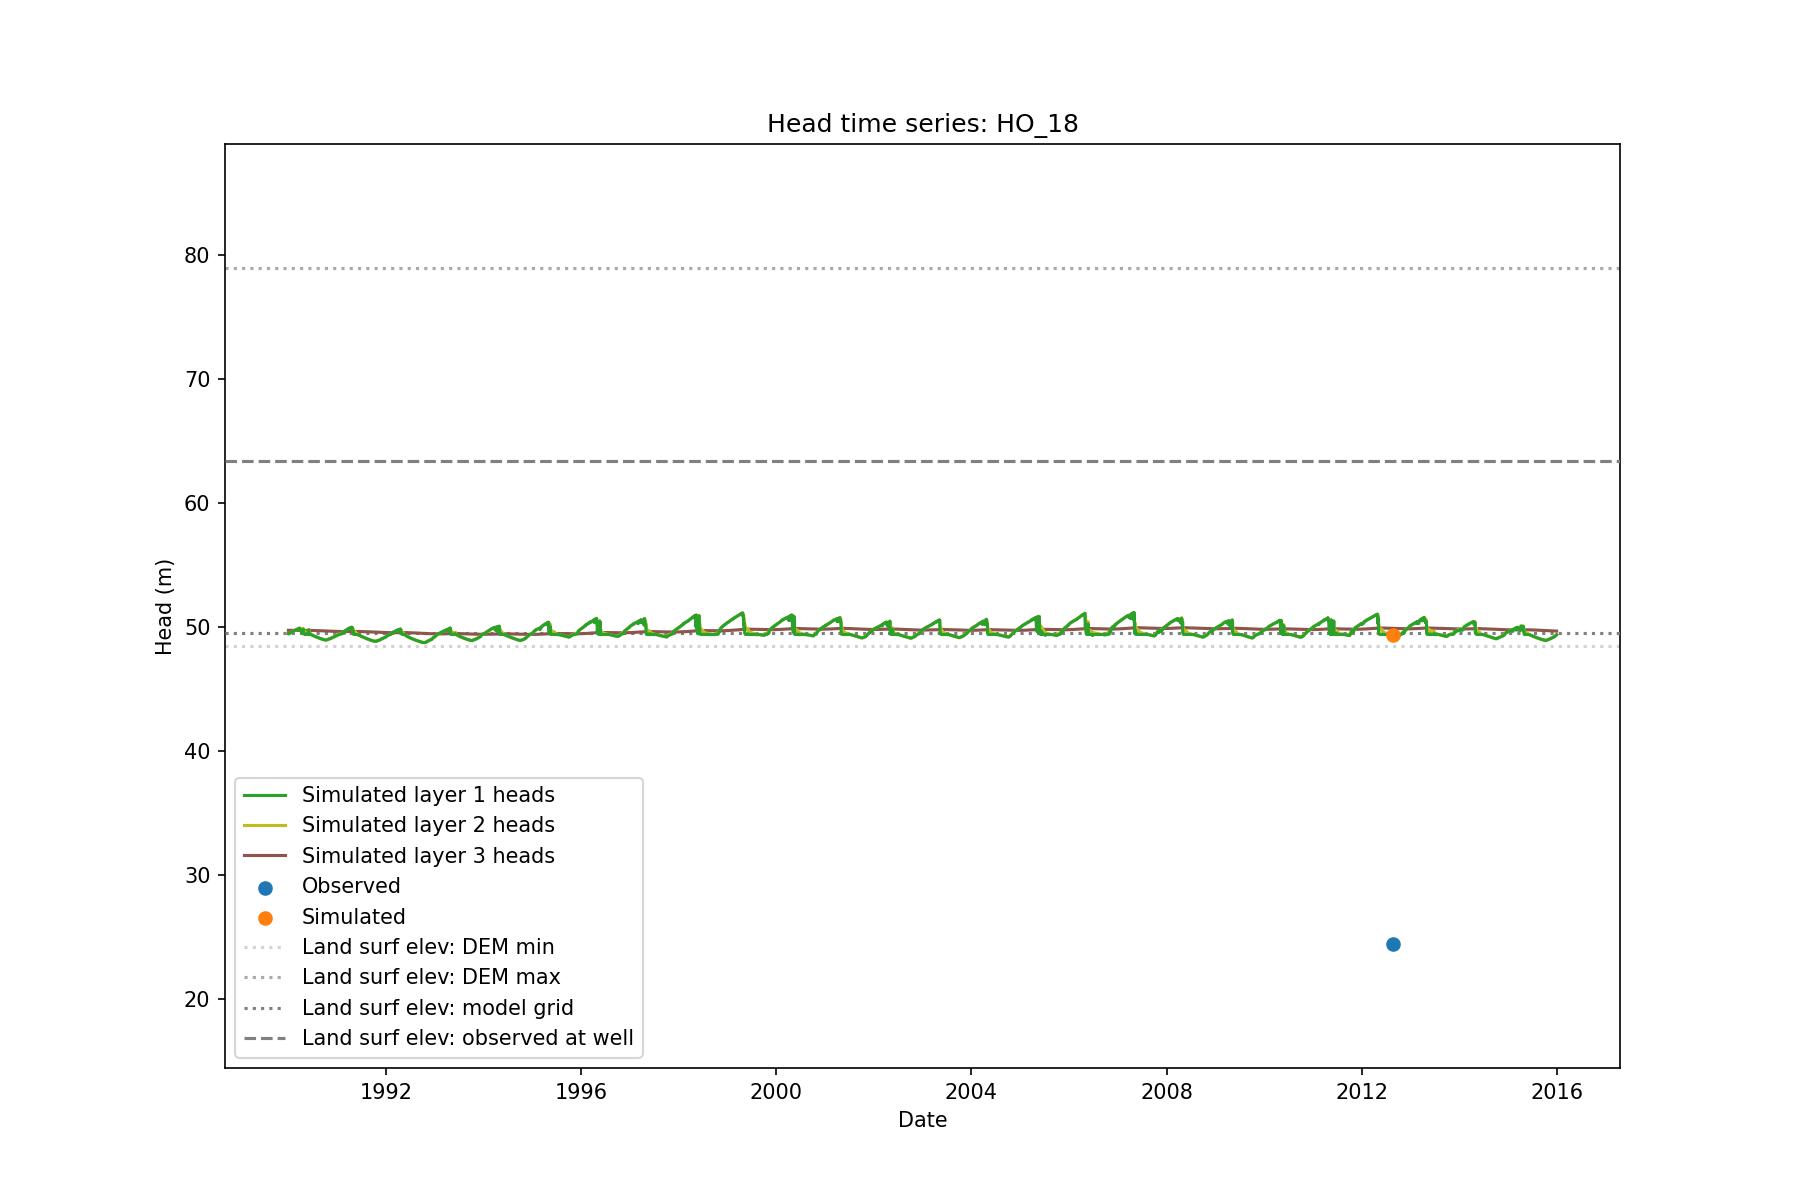 Head time series: HO_18
Head (m)
80
70
60
50
40
30
20
Simulated layer 1 heads
Simulated layer 2 heads
Simulated layer 3 heads
Observed
Simulated
Land surf elev: DEM min
Land surf elev: DEM max
Land surf elev: model grid
Land surf elev: observed at well
1992 1996 2000 2004 2008 2012 2016
Date